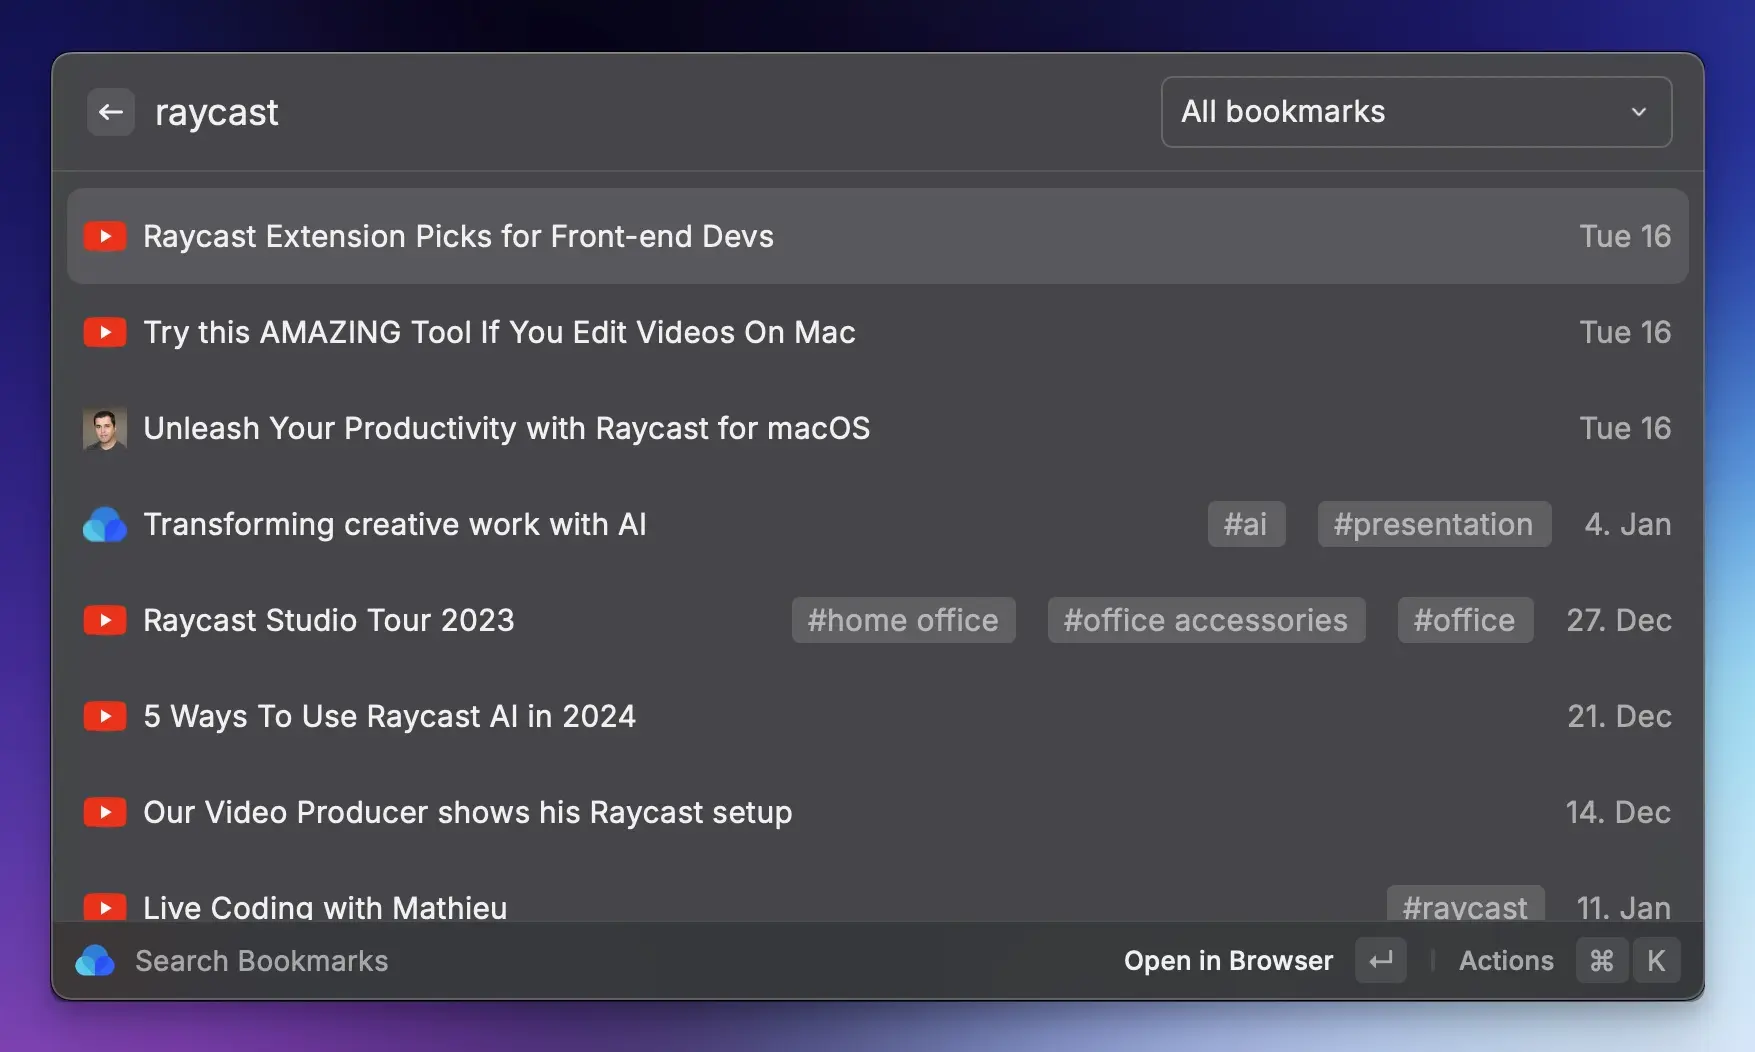 raycast All bookmarks
Raycast Extension Picks for Front-end Devs Tue 16
Try this AMAZING Tool If You Edit Videos On Mac Tue 16
Unleash Your Productivity with Raycast for macOS Tue 16
Transforming creative work with AI #ai #presentation 4. Jan
Raycast Studio Tour 2023 #home office #office accessories #office 27. Dec
5 Ways To Use Raycast AI in 2024 21. Dec
Our Video Producer shows his Raycast setup 14. Dec
Live Coding with Mathieu #raycast 11. Jan
Search Bookmarks Open in Browser ↵ Actions ⌘ K